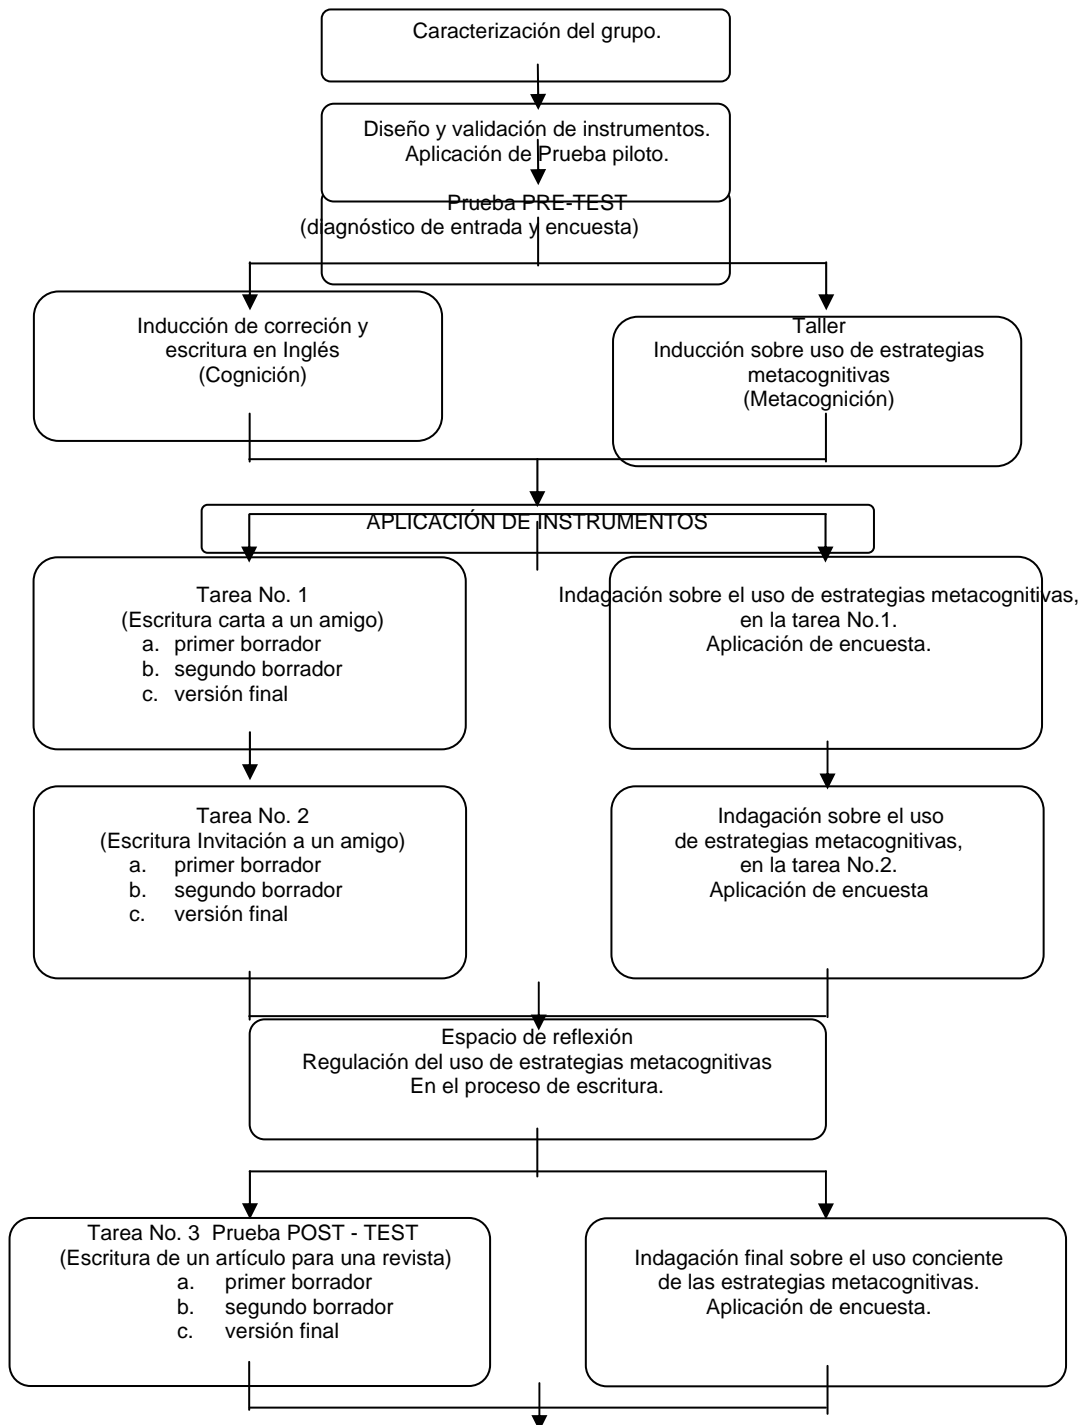 Caracterización del grupo.
Diseño y validación de instrumentos.
Aplicación de Prueba piloto.
Prueba PRE-TEST
(diagnóstico de entrada y encuesta)
Inducción de correción y
escritura en Inglés
(Cognición)
Taller
Inducción sobre uso de estrategias
metacognitivas
(Metacognición)
APLICACIÓN DE INSTRUMENTOS
Tarea No. 1
(Escritura carta a un amigo)
a. primer borrador
b. segundo borrador
c. versión final
Indagación sobre el uso de estrategias metacognitivas,
en la tarea No.1.
Aplicación de encuesta.
Tarea No. 2
(Escritura Invitación a un amigo)
a. primer borrador
b. segundo borrador
c. versión final
Indagación sobre el uso
de estrategias metacognitivas,
en la tarea No.2.
Aplicación de encuesta
Espacio de reflexión
Regulación del uso de estrategias metacognitivas
En el proceso de escritura.
Tarea No. 3 Prueba POST - TEST
(Escritura de un artículo para una revista)
a. primer borrador
b. segundo borrador
c. versión final
Indagación final sobre el uso conciente
de las estrategias metacognitivas.
Aplicación de encuesta.